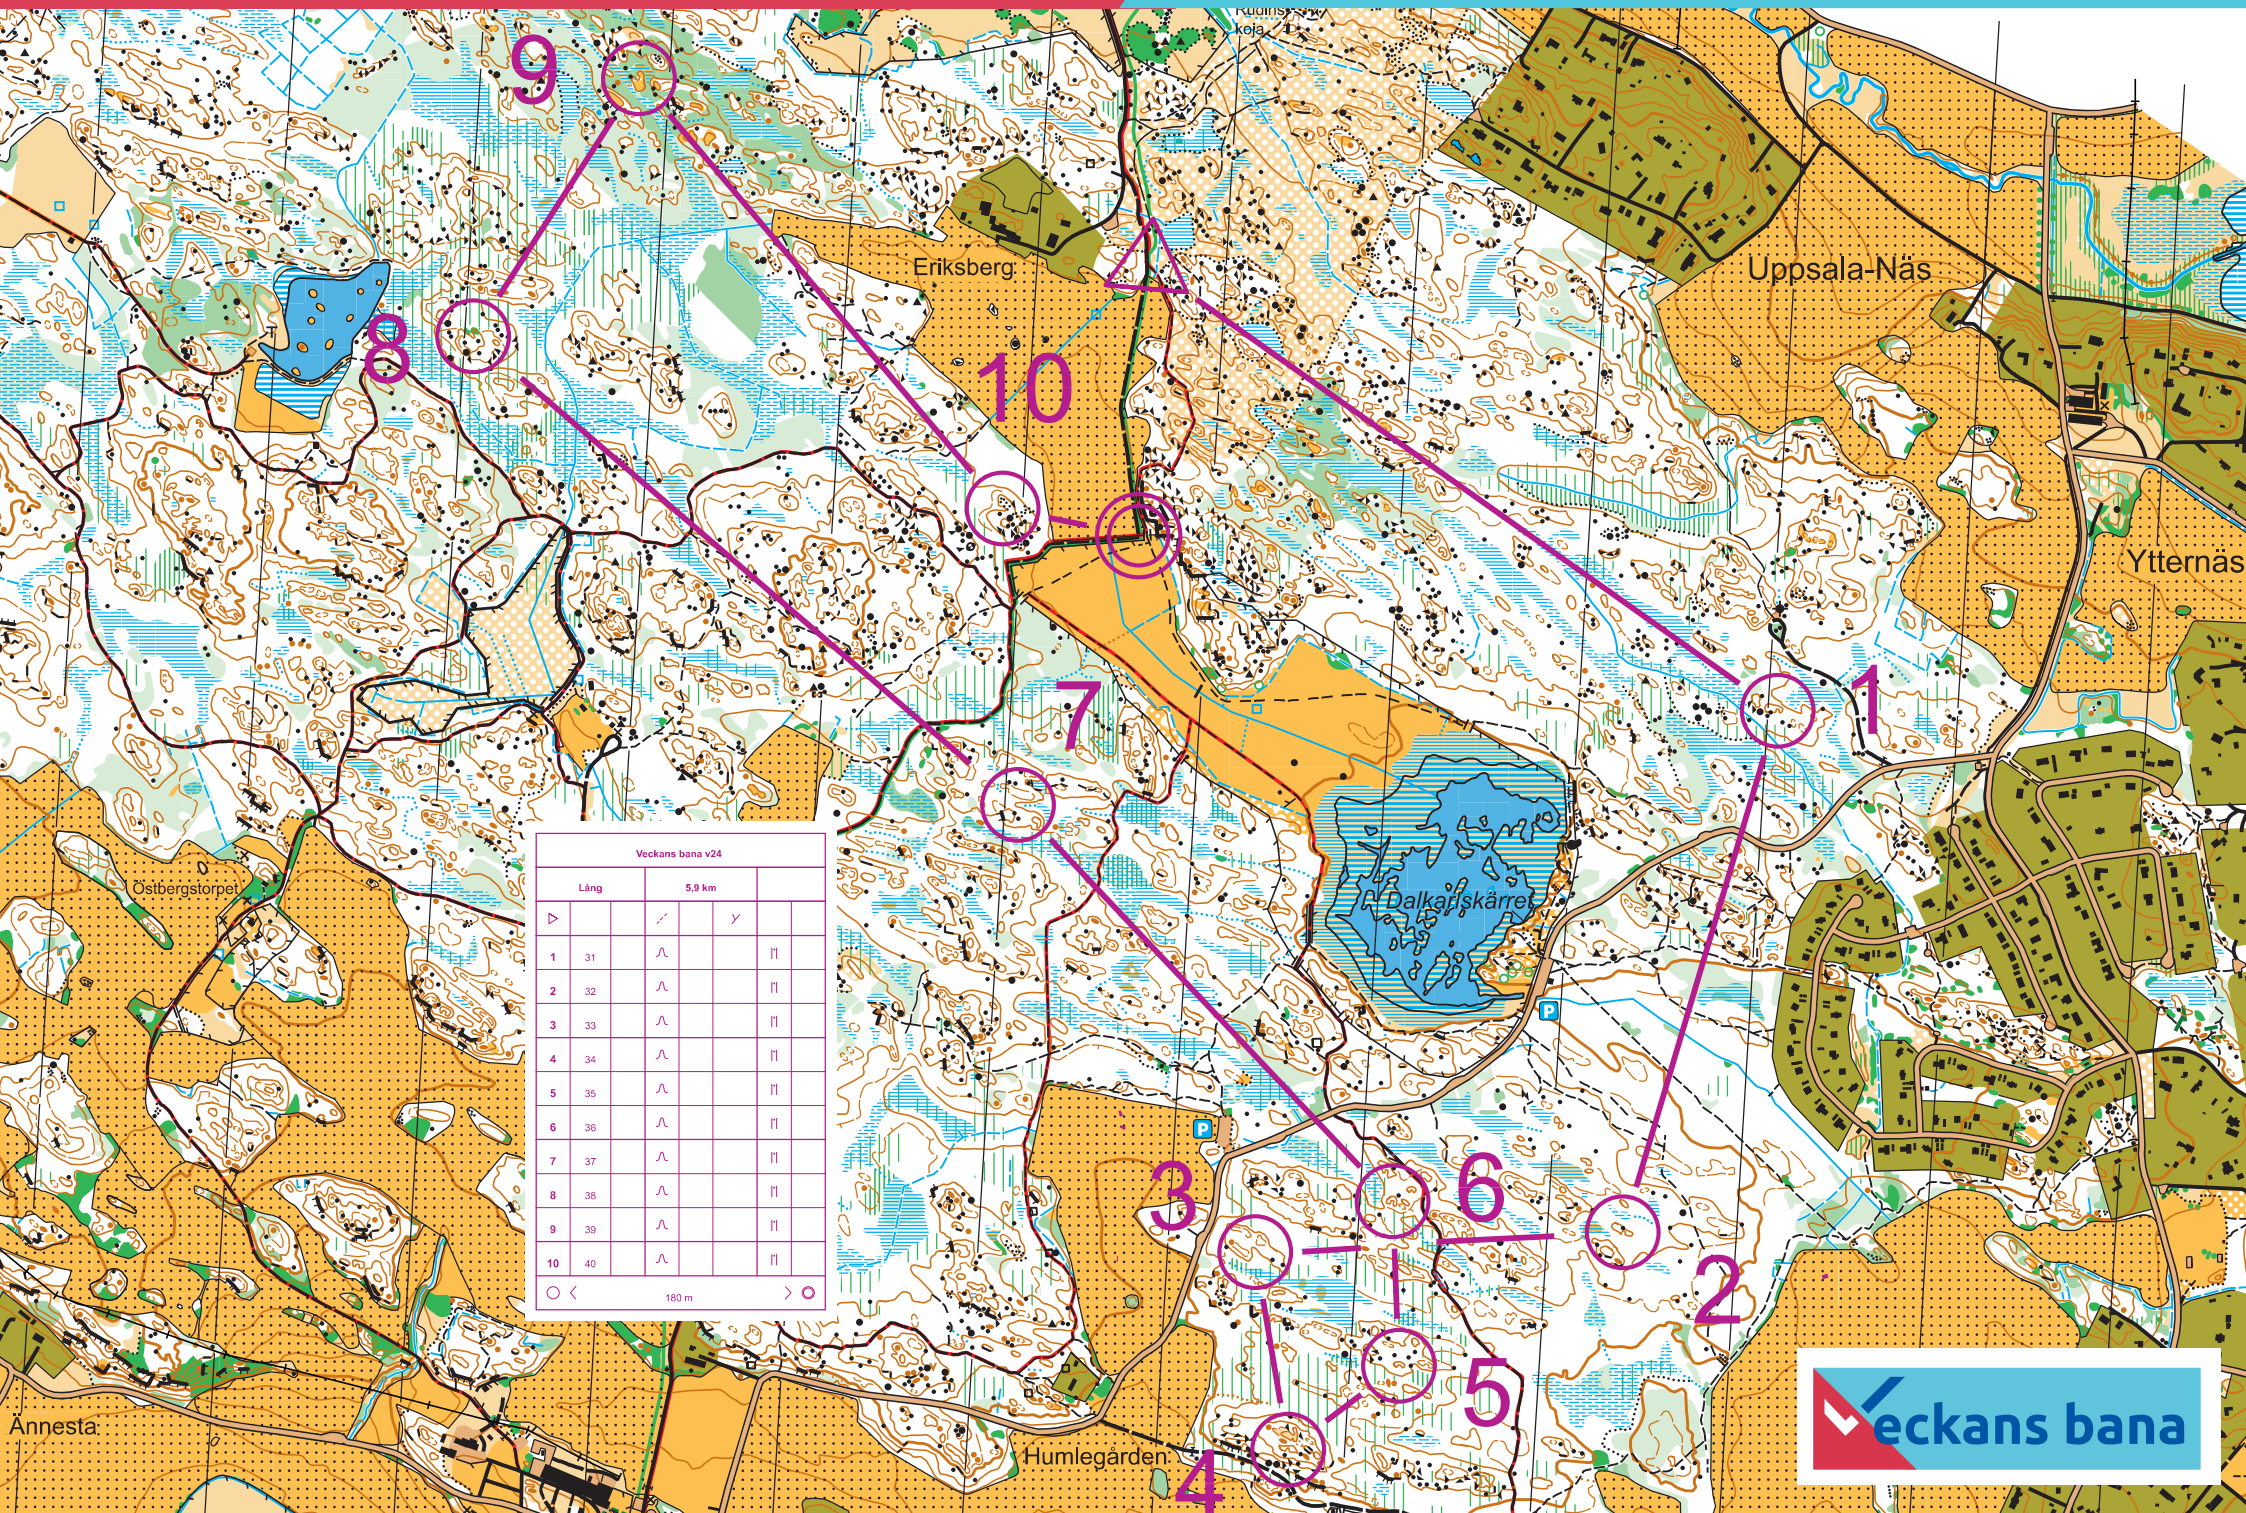 Rudins
koja
9
Eriksberg
Uppsala-Näs
8
10
Ytternäs
7
1
Veckans bana v24
Lång 5,9 km
1 31
2 32
3 33
4 34
5 35
6 36
7 37
8 38
9 39
10 40
180 m
Östbergstorpet
Dalkarlskärret
P
P
3
6
2
5
4
Ännesta
Humlegården
Veckans bana